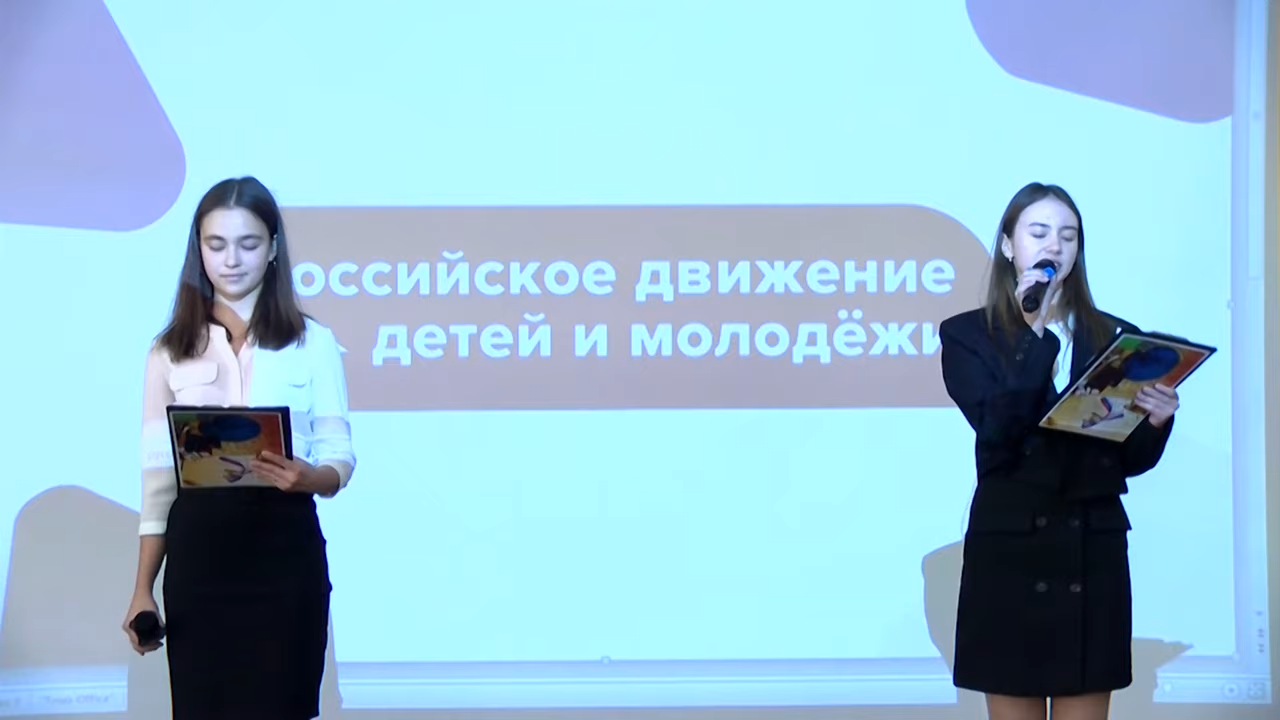 оссийское движение
детей и молодёжи